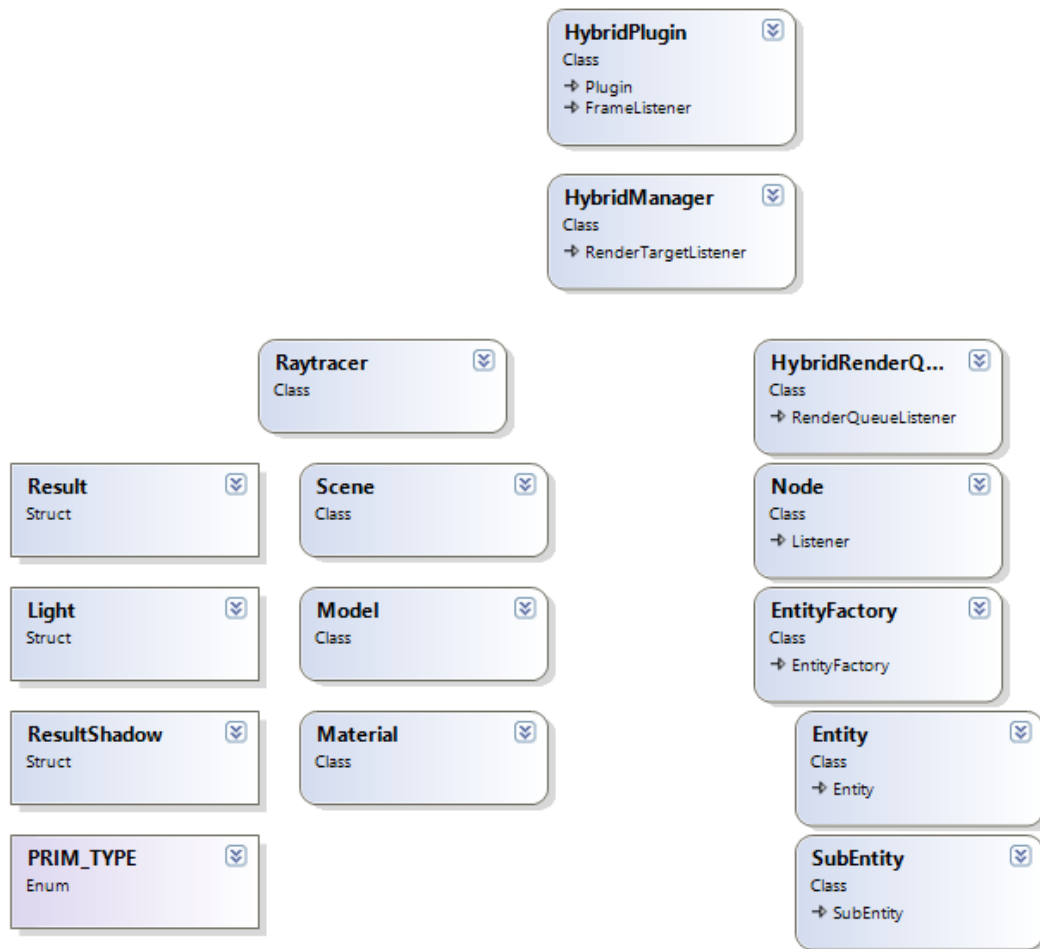 HybridPlugin
Class
Plugin
FrameListener
HybridManager
Class
RenderTargetListener
Raytracer
Class
HybridRenderQ...
Class
RenderQueueListener
Result
Struct
Scene
Class
Node
Class
Listener
Light
Struct
Model
Class
EntityFactory
Class
EntityFactory
ResultShadow
Struct
Material
Class
Entity
Class
Entity
PRIM_TYPE
Enum
SubEntity
Class
SubEntity